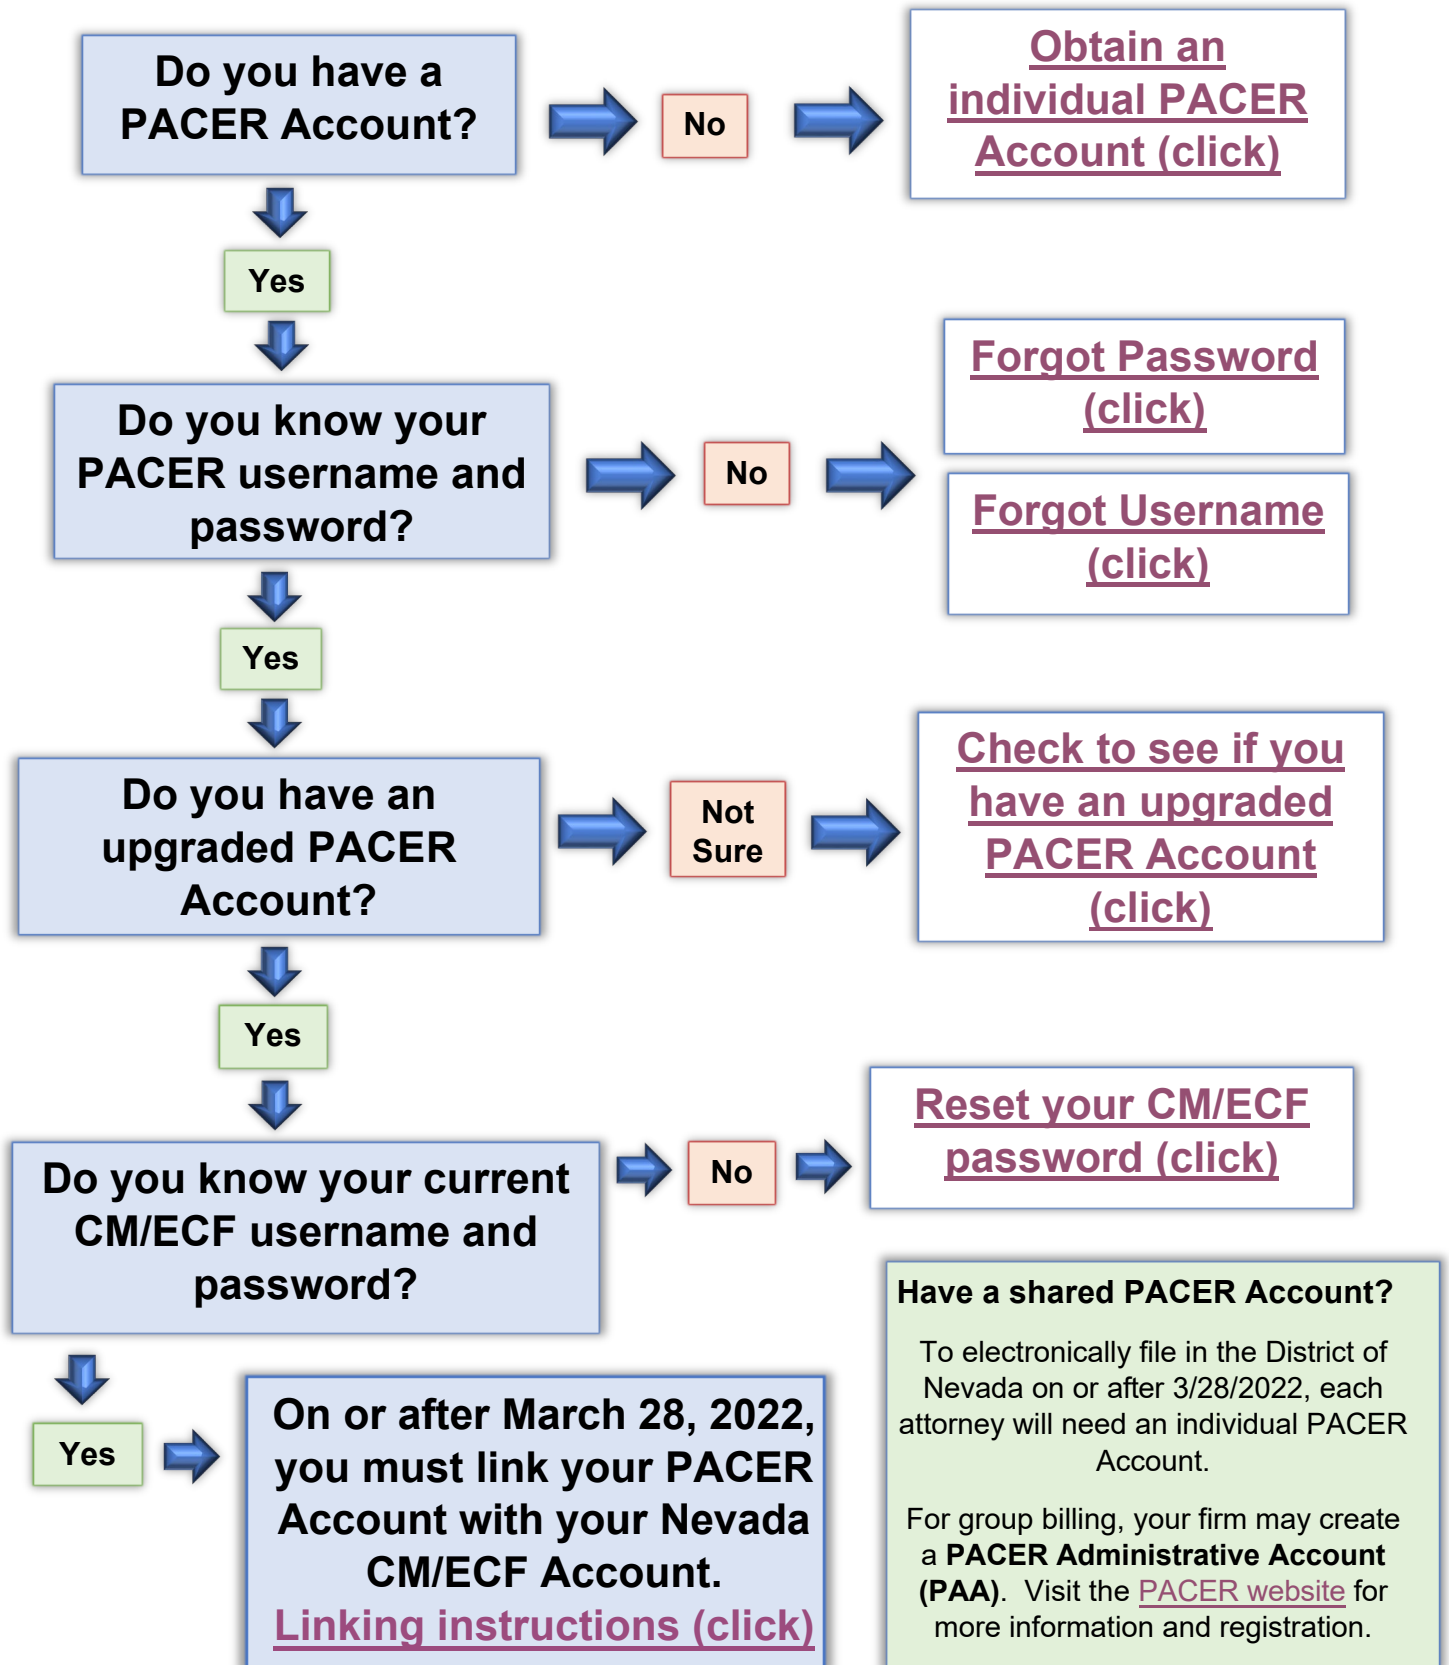 Do you have a
PACER Account?
No
Obtain an
individual PACER
Account (click)
Yes
Do you know your
PACER username and
password?
No
Forgot Password
(click)
Forgot Username
(click)
Yes
Do you have an
upgraded PACER
Account?
Not
Sure
Check to see if you
have an upgraded
PACER Account
(click)
Yes
Do you know your current
CM/ECF username and
password?
No
Reset your CM/ECF
password (click)
Yes
On or after March 28, 2022,
you must link your PACER
Account with your Nevada
CM/ECF Account.
Linking instructions (click)
Have a shared PACER Account?
To electronically file in the District of
Nevada on or after 3/28/2022, each
attorney will need an individual PACER
Account.
For group billing, your firm may create
a PACER Administrative Account
(PAA). Visit the PACER website for
more information and registration.